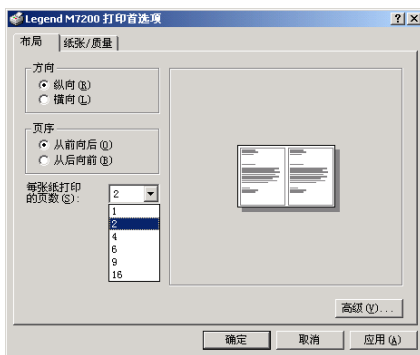 Legend M7200 打印首选项
布局 纸张/质量
方向
纵向(R)
横向(L)
页序
从前向后(O)
从后向前(B)
每张纸打印
的页数(S):
2
1
2
4
6
9
16
高级(V)...
确定 取消 应用(A)